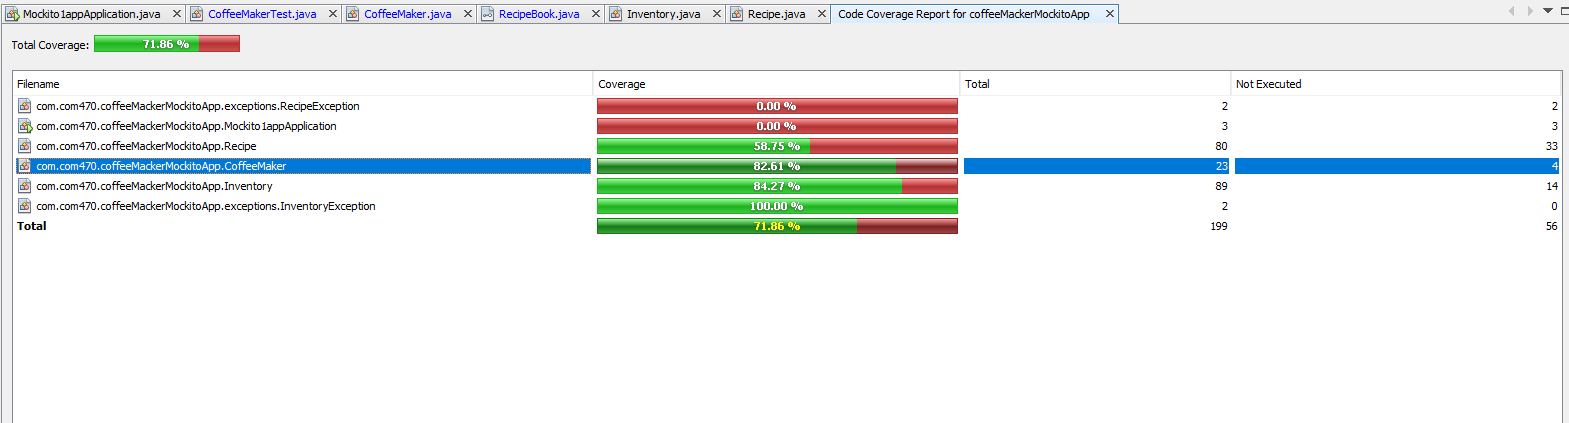 Mockito1appApplication.java CoffeeMakerTest.java CoffeeMaker.java RecipeBook.java Inventory.java Recipe.java Code Coverage Report for coffeeMackerMockitoApp
Total Coverage: 71.86 %
Filename Coverage Total Not Executed
com.com470.coffeeMackerMockitoApp.exceptions.RecipeException 0.00 % 2 2
com.com470.coffeeMackerMockitoApp.Mockito1appApplication 0.00 % 3 3
com.com470.coffeeMackerMockitoApp.Recipe 58.75 % 80 33
com.com470.coffeeMackerMockitoApp.CoffeeMaker 82.61 % 23 4
com.com470.coffeeMackerMockitoApp.Inventory 84.27 % 89 14
com.com470.coffeeMackerMockitoApp.exceptions.InventoryException 100.00 % 2 0
Total 71.86 % 199 56